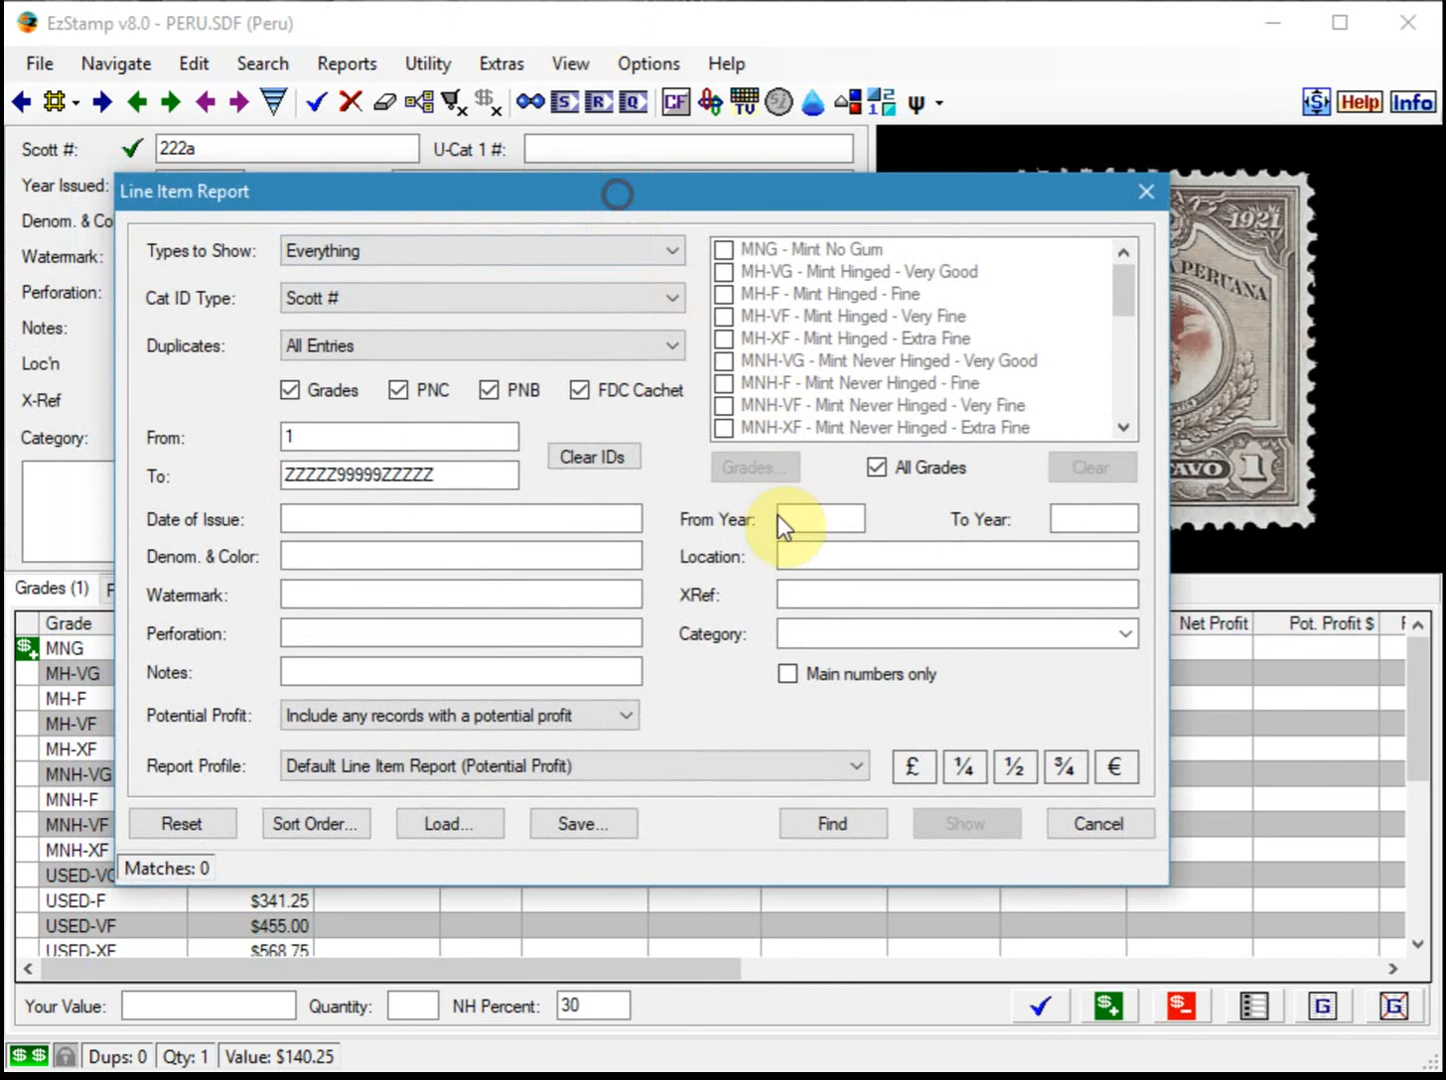 EzStamp v8.0 - PERU.SDF (Peru)
File Navigate Edit Search Reports Utility Extras View Options Help
S R Q CF TV Help Info
Scott #: 222a U-Cat 1 #:
Year Issued:
Denom. & Co
Watermark:
Perforation:
Notes:
Loc'n
X-Ref
Category:
1921
PERUANA
AVO 1
Line Item Report
Types to Show: Everything
Cat ID Type: Scott #
Duplicates: All Entries
Grades PNC PNB FDC Cachet
From: 1
To: ZZZZZ99999ZZZZZ
Clear IDs
MNG - Mint No Gum
MH-VG - Mint Hinged - Very Good
MH-F - Mint Hinged - Fine
MH-VF - Mint Hinged - Very Fine
MH-XF - Mint Hinged - Extra Fine
MNH-VG - Mint Never Hinged - Very Good
MNH-F - Mint Never Hinged - Fine
MNH-VF - Mint Never Hinged - Very Fine
MNH-XF - Mint Never Hinged - Extra Fine
Grades... All Grades Clear
Date of Issue: From Year: To Year:
Denom. & Color: Location:
Watermark: XRef:
Perforation: Category:
Notes: Main numbers only
Potential Profit: Include any records with a potential profit
Report Profile: Default Line Item Report (Potential Profit) £ ¼ ½ ¾ €
Reset Sort Order... Load... Save... Find Show Cancel
Matches: 0
Grades (1)
Grade Net Profit Pot. Profit $
MNG
MH-VG
MH-F
MH-VF
MH-XF
MNH-VG
MNH-F
MNH-VF
MNH-XF
USED-VG
USED-F $341.25
USED-VF $455.00
USED-XF $568.75
Your Value: Quantity: NH Percent: 30
$ $ Dups: 0 Qty: 1 Value: $140.25